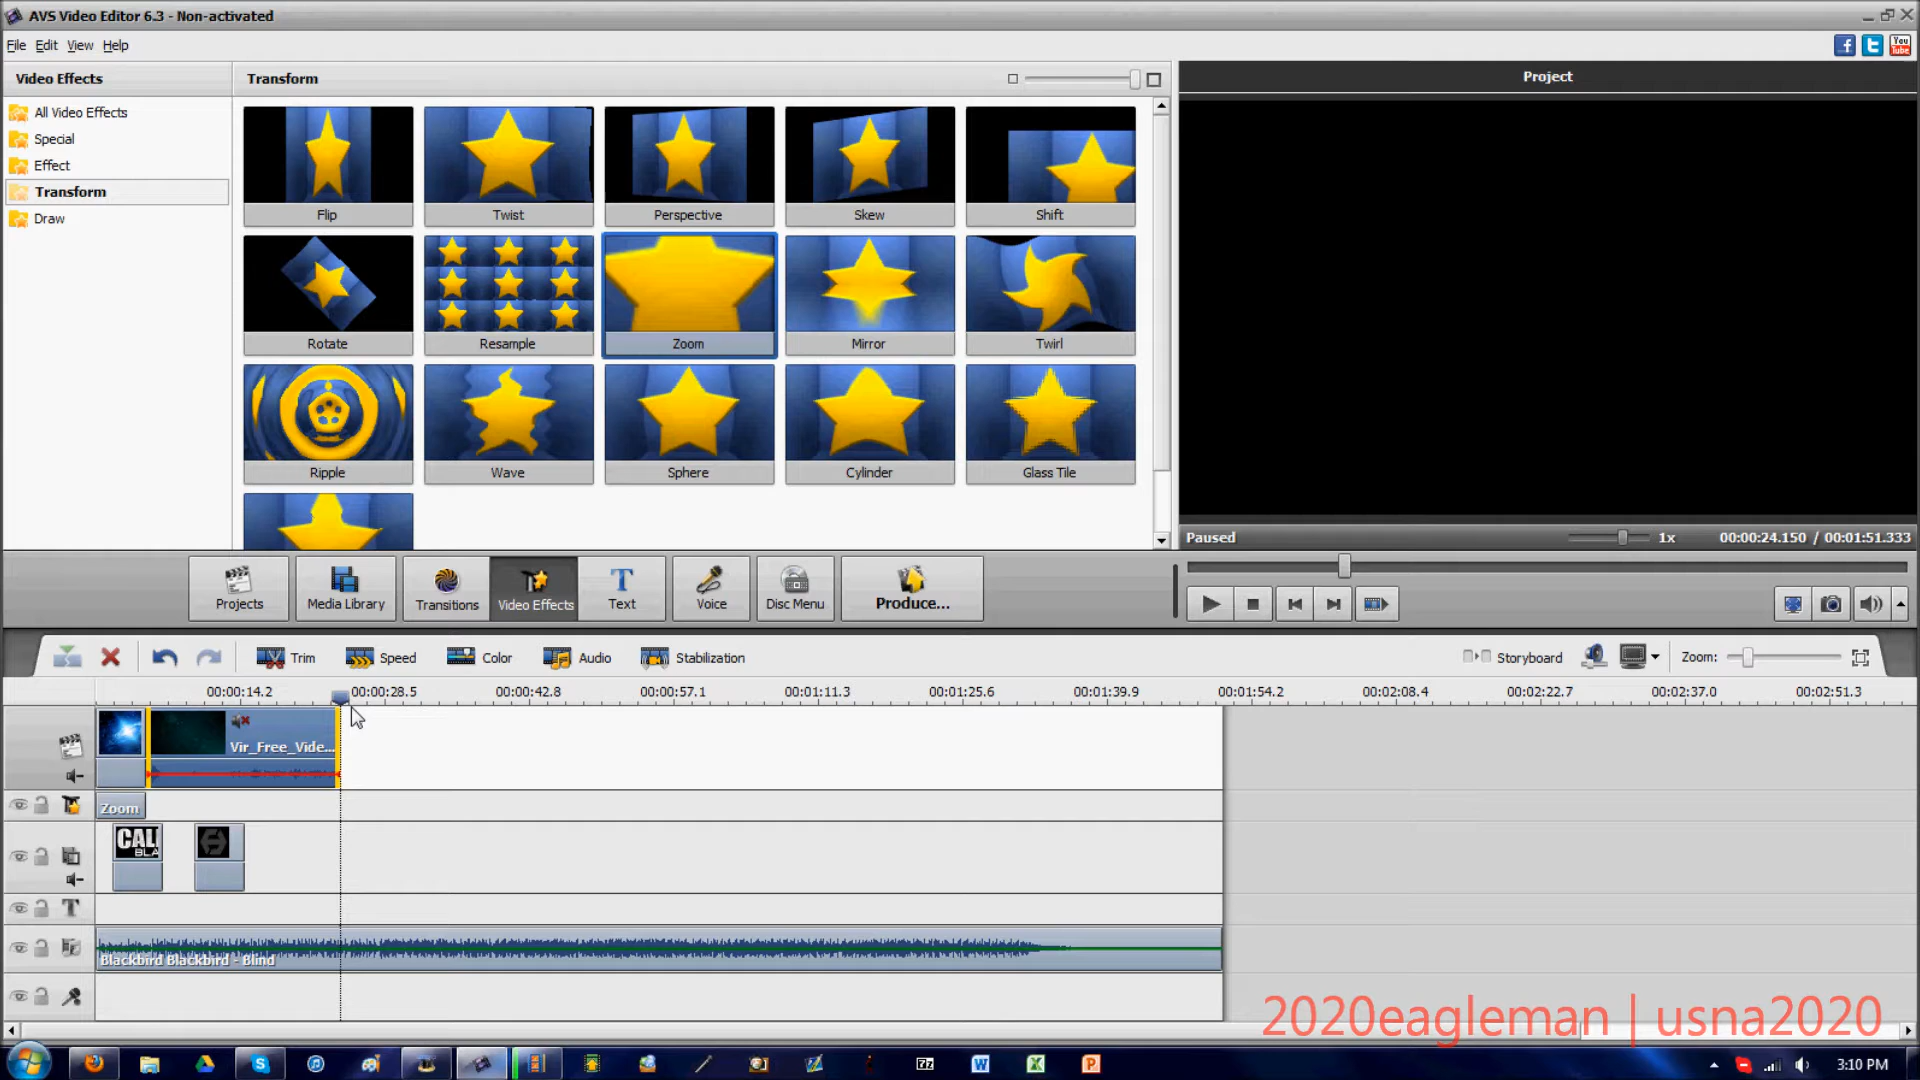 AVS Video Editor 6.3 - Non-activated
File Edit View Help
You Tube
Video Effects
Transform
Project
All Video Effects
Special
Effect
Transform
Draw
Flip
Twist
Perspective
Skew
Shift
Rotate
Resample
Zoom
Mirror
Twirl
Ripple
Wave
Sphere
Cylinder
Glass Tile
Paused
1x
00:00:24.150 / 00:01:51.333
Projects
Media Library
Transitions
Video Effects
Text
Voice
Disc Menu
Produce...
Trim
Speed
Color
Audio
Stabilization
Storyboard
Zoom:
00:00:14.2
00:00:28.5
00:00:42.8
00:00:57.1
00:01:11.3
00:01:25.6
00:01:39.9
00:01:54.2
00:02:08.4
00:02:22.7
00:02:37.0
00:02:51.3
Vir_Free_Vide...
Zoom
CALI
BLA
Blackbird Blackbird - Blind
2020eagleman | usna2020
3:10 PM